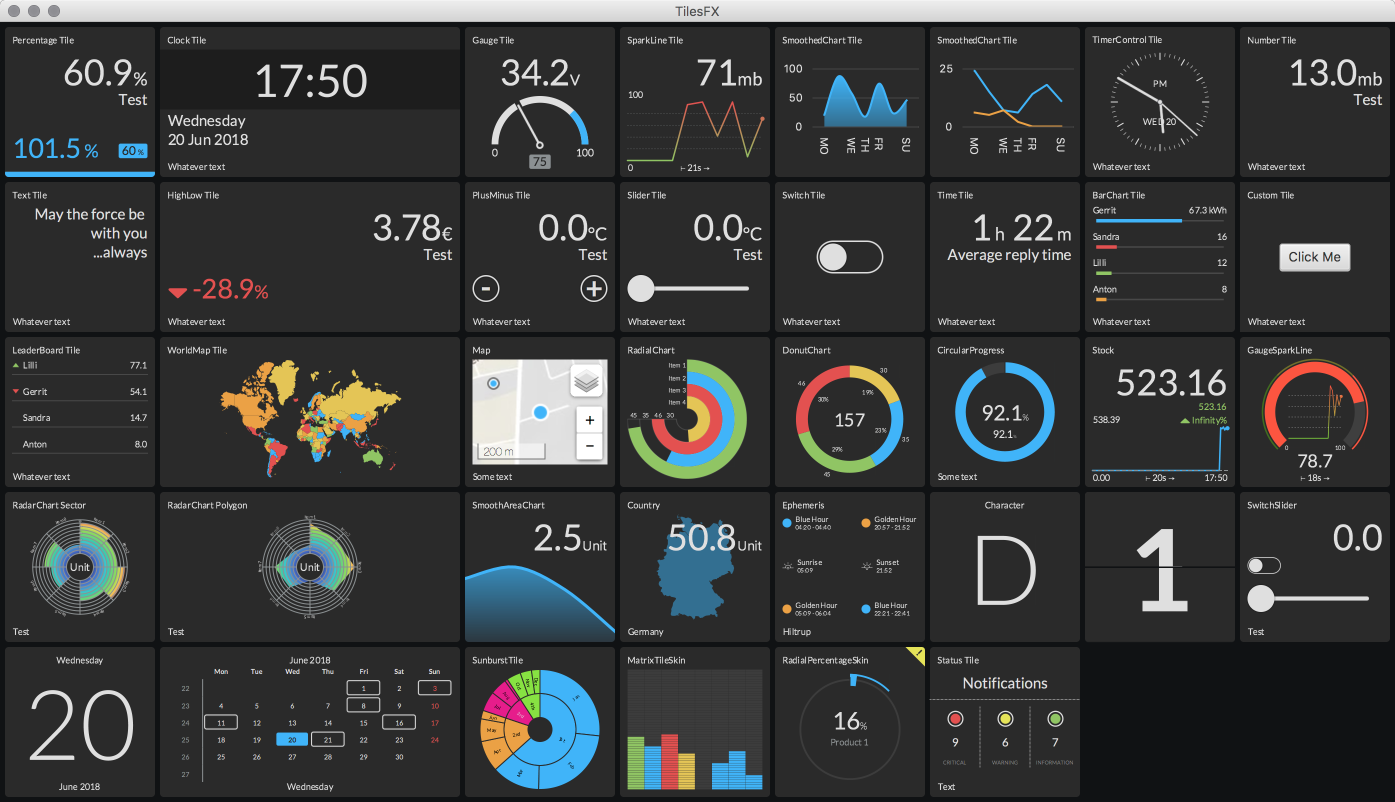 TilesFX
Percentage Tile
60.9%
Test
101.5 %
60 %
Clock Tile
17:50
Wednesday
20 Jun 2018
Whatever text
Gauge Tile
34.2V
0
100
75
SparkLine Tile
71mb
100
0
⊢ 21s →
SmoothedChart Tile
100
50
0
MO
WE
TH
FR
SU
SmoothedChart Tile
25
0
MO
WE
TH
FR
SU
TimerControl Tile
PM
WED 20
Whatever text
Number Tile
13.0mb
Test
Whatever text
Text Tile
May the force be
with you
...always
Whatever text
HighLow Tile
3.78€
Test
-28.9%
Whatever text
PlusMinus Tile
0.0°C
Test
-
+
Whatever text
Slider Tile
0.0°C
Test
Whatever text
Switch Tile
Whatever text
Time Tile
1h 22m
Average reply time
Whatever text
BarChart Tile
Gerrit 67.3 kWh
Sandra 16
Lilli 12
Anton 8
Whatever text
Custom Tile
Click Me
Whatever text
LeaderBoard Tile
Lilli 77.1
Gerrit 54.1
Sandra 14.7
Anton 8.0
Whatever text
WorldMap Tile
Map
+
−
200 m
Some text
RadialChart
Item 1
Item 2
Item 3
Item 4
45 35 46 30
DonutChart
46
30
30%
19%
157
23%
35
29%
45
CircularProgress
92.1%
92.1%
Some text
Stock
523.16
523.16
538.39
Infinity%
0.00
⊢ 20s →
17:50
GaugeSparkLine
0
100
78.7
⊢ 18s →
RadarChart Sector
Unit
Test
RadarChart Polygon
Unit
Test
SmoothAreaChart
2.5 Unit
Country
50.8 Unit
Germany
Ephemeris
Blue Hour
04:20 - 04:40
Golden Hour
20:57 - 21:52
Sunrise
05:09
Sunset
21:52
Golden Hour
05:09 - 06:04
Blue Hour
22:21 - 22:41
Hiltrup
Character
D
1
SwitchSlider
0.0
Test
Wednesday
20
June 2018
June 2018
Mon Tue Wed Thu Fri Sat Sun
22 1 2 3
23 4 5 6 7 8 9 10
24 11 12 13 14 15 16 17
25 18 19 20 21 22 23 24
26 25 26 27 28 29 30
27
Wednesday
Sunburst Tile
MatrixTileSkin
RadialPercentageSkin
16%
Product 1
Status Tile
Notifications
9
6
7
CRITICAL
WARNING
INFORMATION
Text